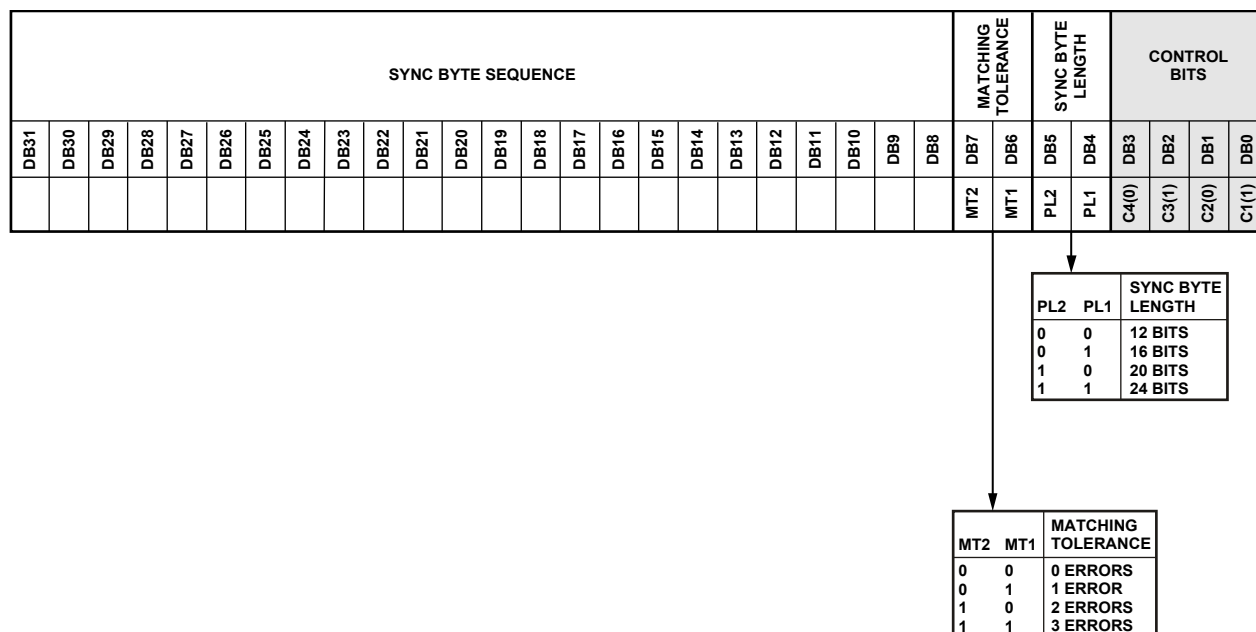 SYNC BYTE SEQUENCE
MATCHING
TOLERANCE
SYNC BYTE
LENGTH
CONTROL
BITS
DB31 DB30 DB29 DB28 DB27 DB26 DB25 DB24 DB23 DB22 DB21 DB20 DB19 DB18 DB17 DB16 DB15 DB14 DB13 DB12 DB11 DB10 DB9 DB8 DB7 DB6 DB5 DB4 DB3 DB2 DB1 DB0
MT2 MT1 PL2 PL1 C4(0) C3(1) C2(0) C1(1)
PL2 PL1 SYNC BYTE
LENGTH
0 0 12 BITS
0 1 16 BITS
1 0 20 BITS
1 1 24 BITS
MT2 MT1 MATCHING
TOLERANCE
0 0 0 ERRORS
0 1 1 ERROR
1 0 2 ERRORS
1 1 3 ERRORS